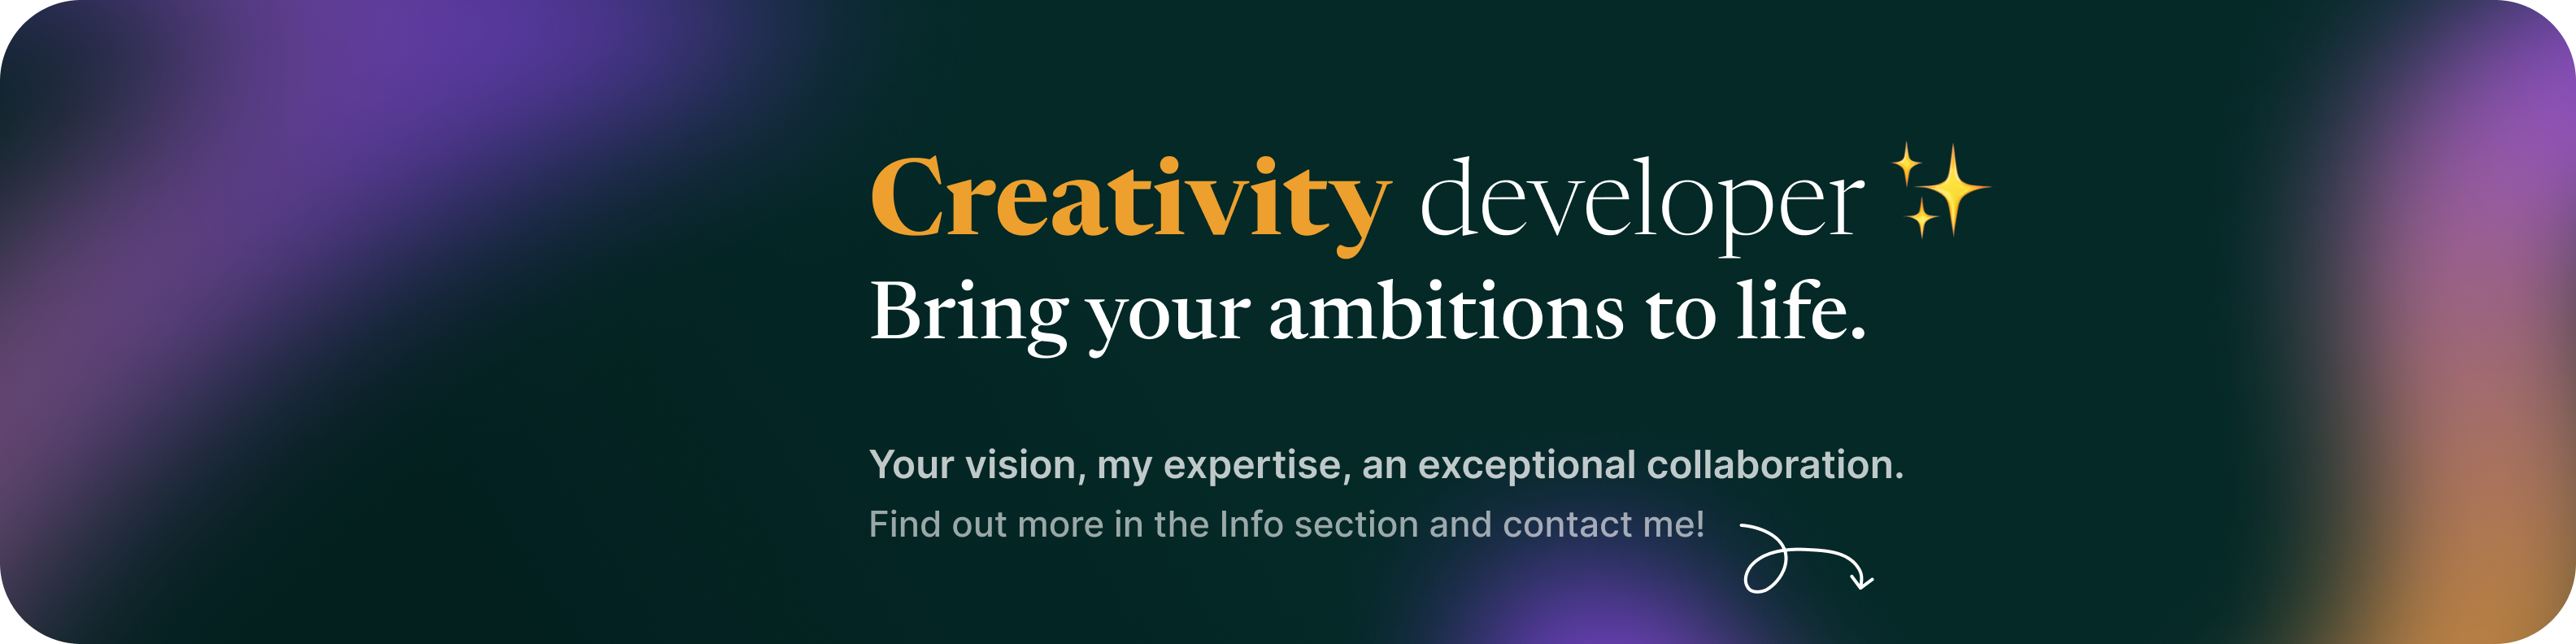 Creativity developer ✨
Bring your ambitions to life.
Your vision, my expertise, an exceptional collaboration.
Find out more in the Info section and contact me!